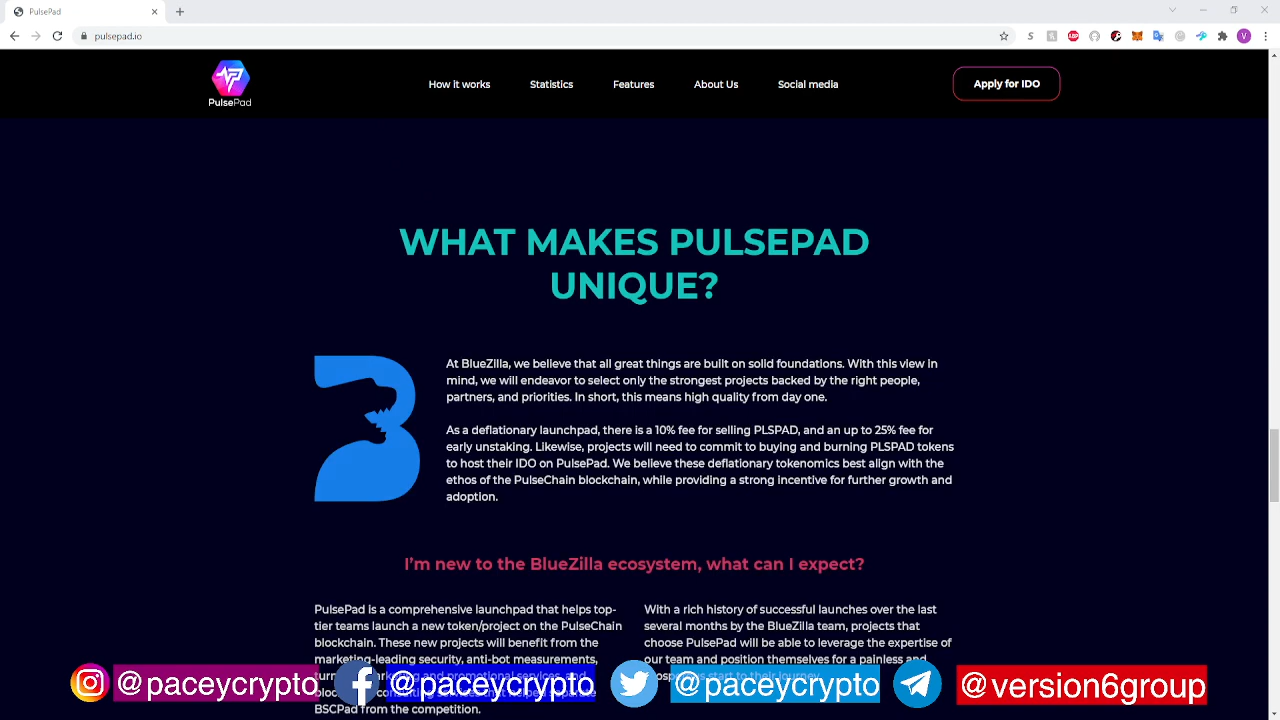 PulsePad
pulsepad.io
PulsePad
How it works
Statistics
Features
About Us
Social media
Apply for IDO
WHAT MAKES PULSEPAD
UNIQUE?
At BlueZilla, we believe that all great things are built on solid foundations. With this view in
mind, we will endeavor to select only the strongest projects backed by the right people,
partners, and priorities. In short, this means high quality from day one.
As a deflationary launchpad, there is a 10% fee for selling PLSPAD, and an up to 25% fee for
early unstaking. Likewise, projects will need to commit to buying and burning PLSPAD tokens
to host their IDO on PulsePad. We believe these deflationary tokenomics best align with the
ethos of the PulseChain blockchain, while providing a strong incentive for further growth and
adoption.
I'm new to the BlueZilla ecosystem, what can I expect?
PulsePad is a comprehensive launchpad that helps top-
tier teams launch a new token/project on the PulseChain
blockchain. These new projects will benefit from the
marketing-leading security, anti-bot measurements,
BSCPad from the competition.
With a rich history of successful launches over the last
several months by the BlueZilla team, projects that
choose PulsePad will be able to leverage the expertise of
our team and position themselves for a painless and
start to their journey.
@paceycrypto
@paceycrypto
@paceycrypto
@version6group